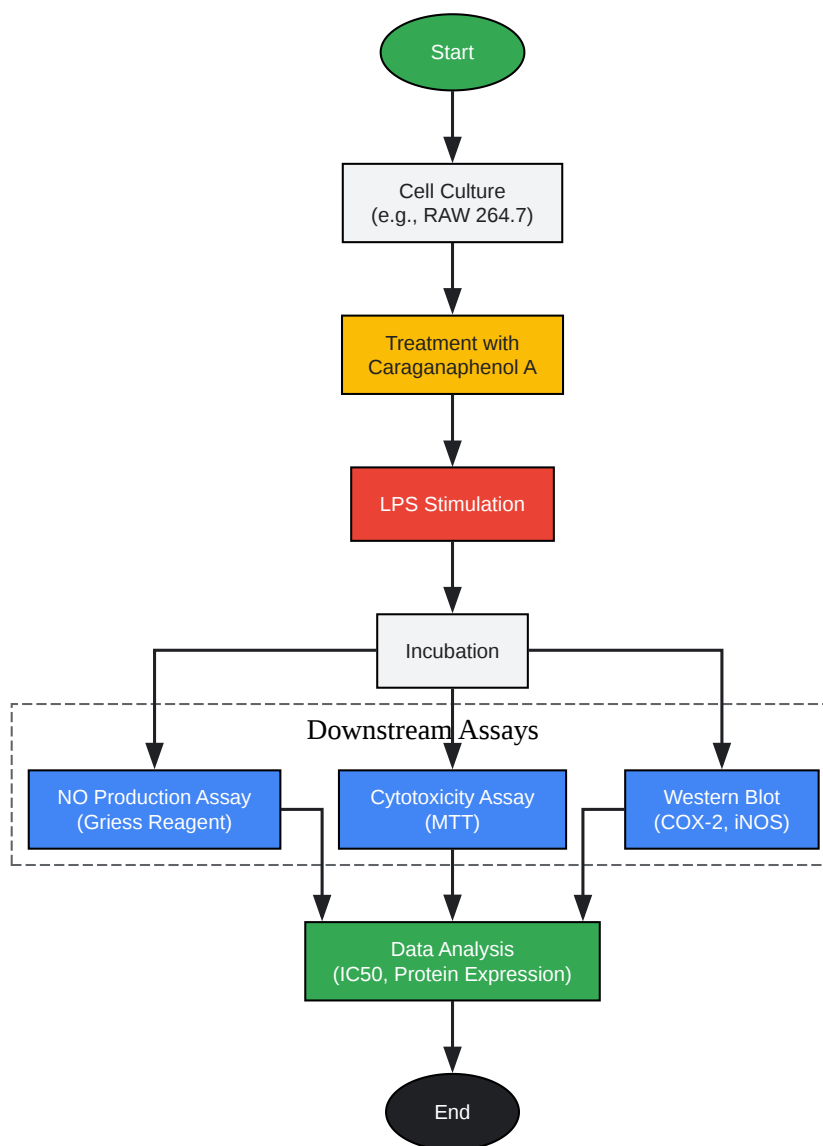 Start
Cell Culture
(e.g., RAW 264.7)
Treatment with
Caraganaphenol A
LPS Stimulation
Incubation
Downstream Assays
NO Production Assay
(Griess Reagent)
Cytotoxicity Assay
(MTT)
Western Blot
(COX-2, iNOS)
Data Analysis
(IC50, Protein Expression)
End